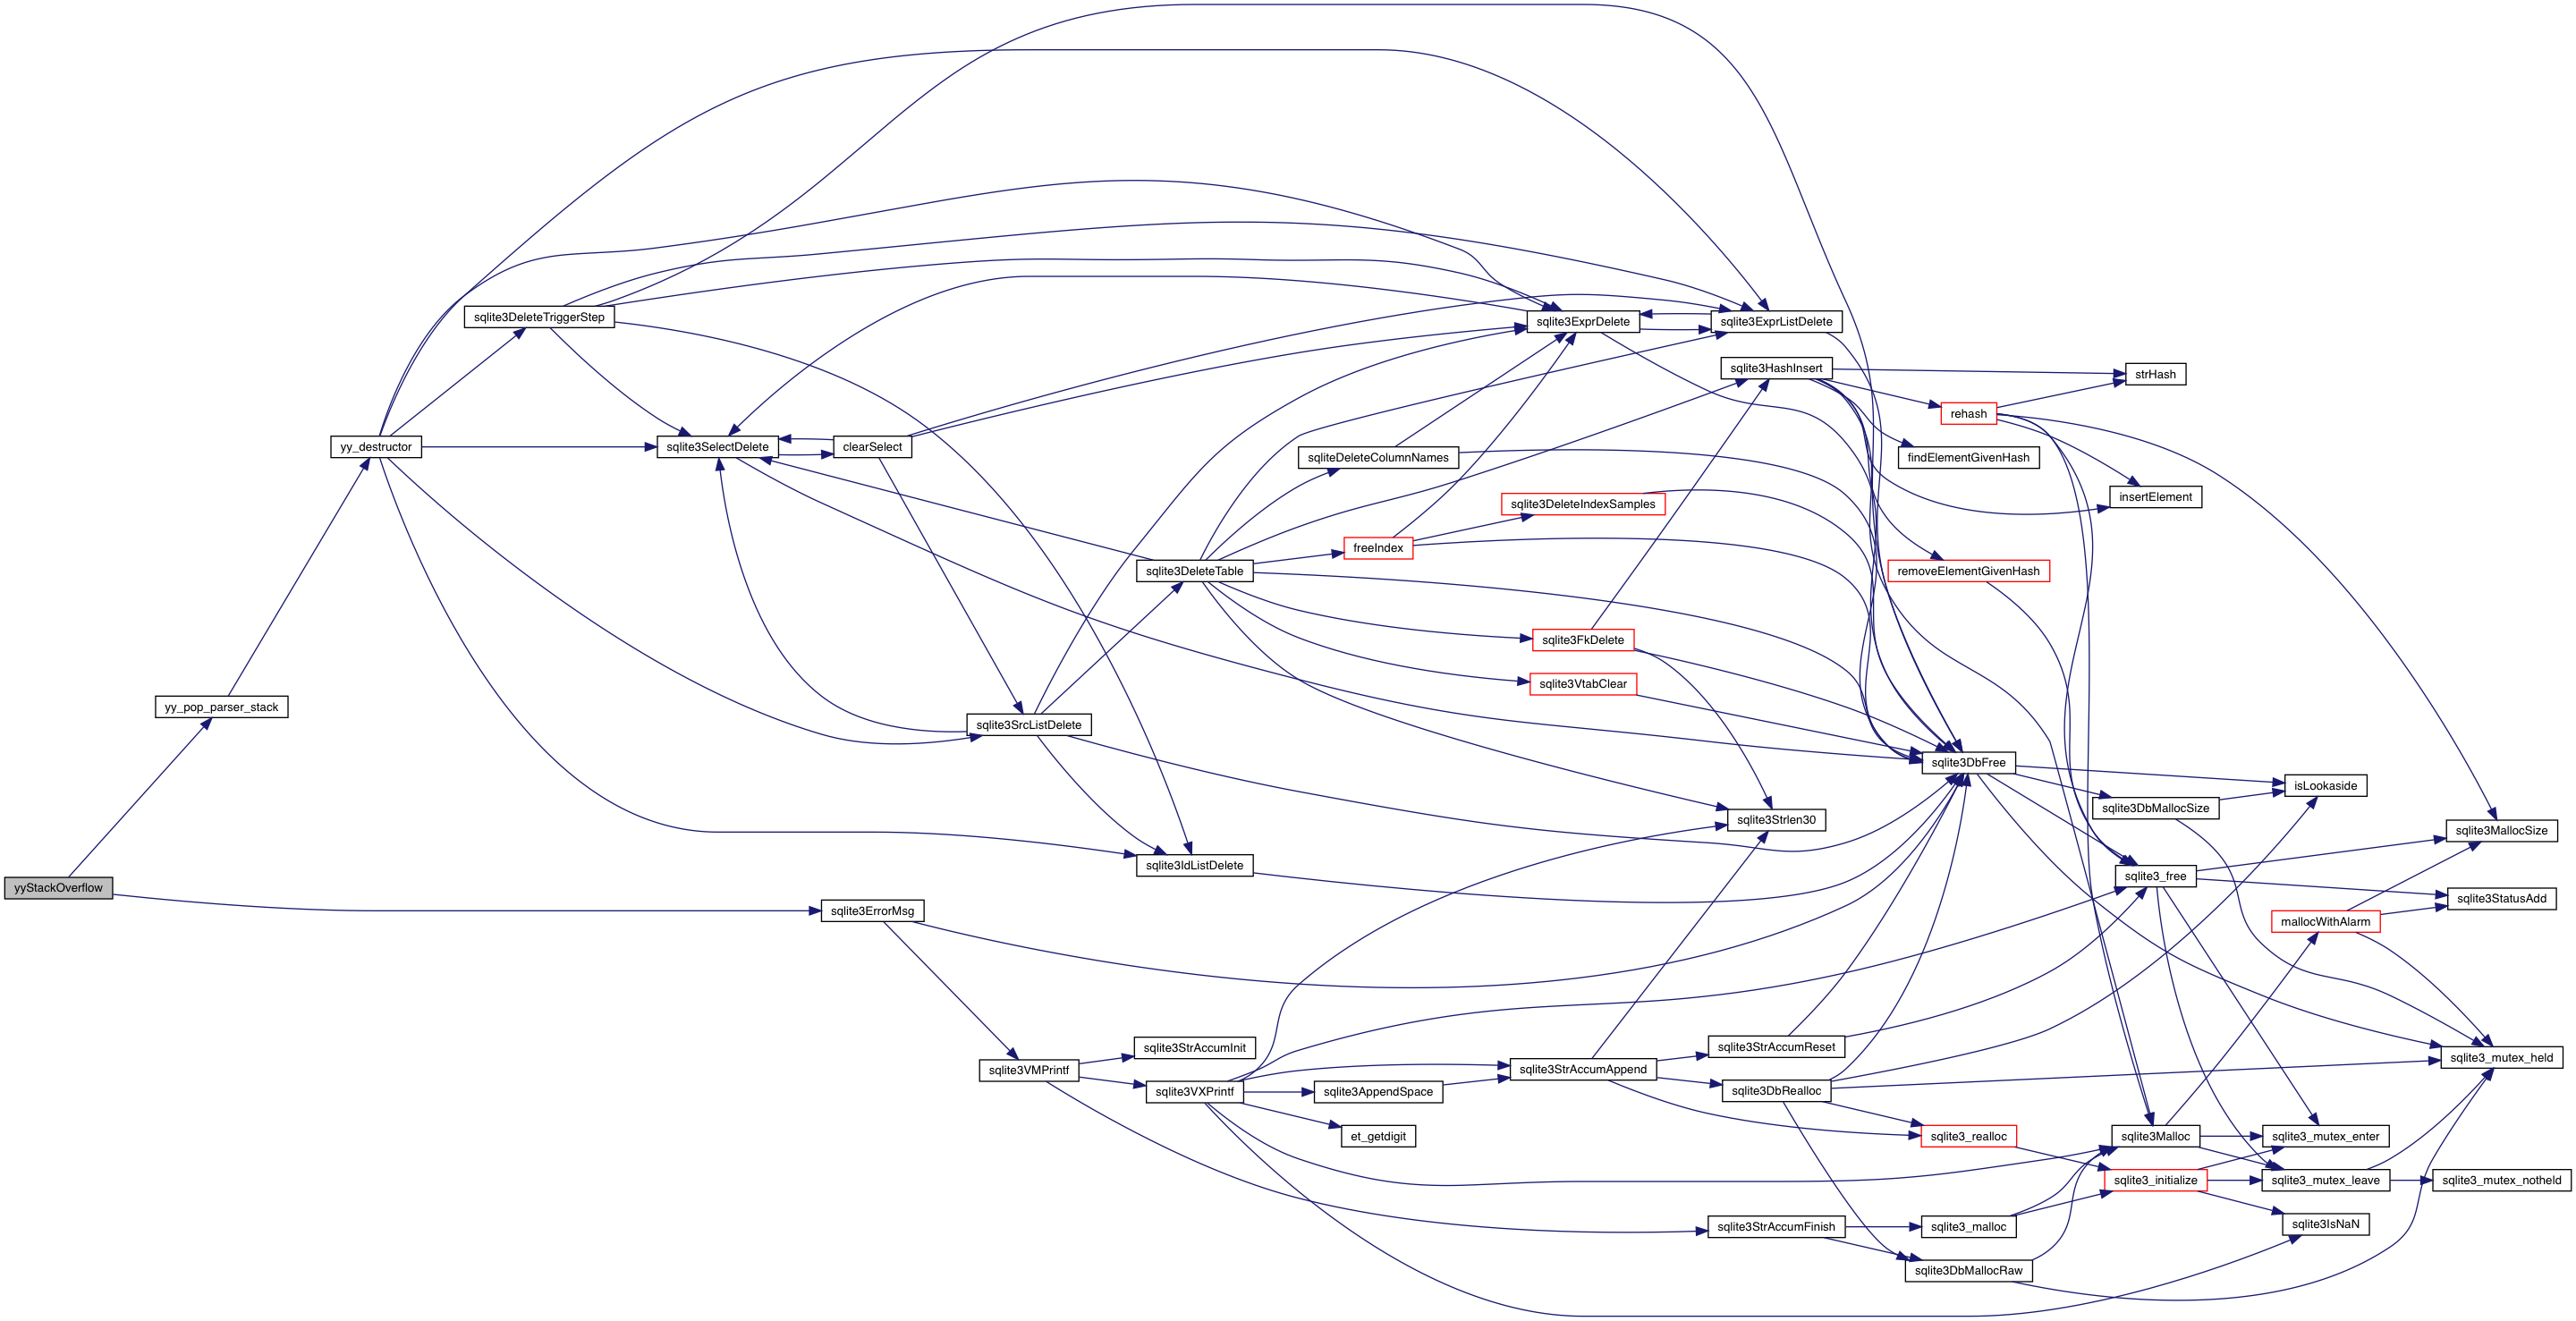 yyStackOverflow
yy_pop_parser_stack
yy_destructor
sqlite3DeleteTriggerStep
sqlite3SelectDelete
clearSelect
sqlite3SrcListDelete
sqlite3ErrorMsg
sqlite3VMPrintf
sqlite3DeleteTable
sqlite3IdListDelete
sqlite3StrAccumInit
sqlite3VXPrintf
sqliteDeleteColumnNames
freeIndex
sqlite3AppendSpace
et_getdigit
sqlite3ExprDelete
sqlite3DeleteIndexSamples
sqlite3FkDelete
sqlite3VtabClear
sqlite3StrAccumAppend
sqlite3ExprListDelete
sqlite3HashInsert
sqlite3Strlen30
sqlite3StrAccumReset
sqlite3DbRealloc
sqlite3StrAccumFinish
rehash
findElementGivenHash
removeElementGivenHash
sqlite3DbFree
sqlite3_realloc
sqlite3_malloc
sqlite3DbMallocRaw
strHash
insertElement
sqlite3DbMallocSize
sqlite3_free
sqlite3Malloc
sqlite3_initialize
isLookaside
mallocWithAlarm
sqlite3_mutex_enter
sqlite3_mutex_leave
sqlite3IsNaN
sqlite3MallocSize
sqlite3StatusAdd
sqlite3_mutex_held
sqlite3_mutex_notheld